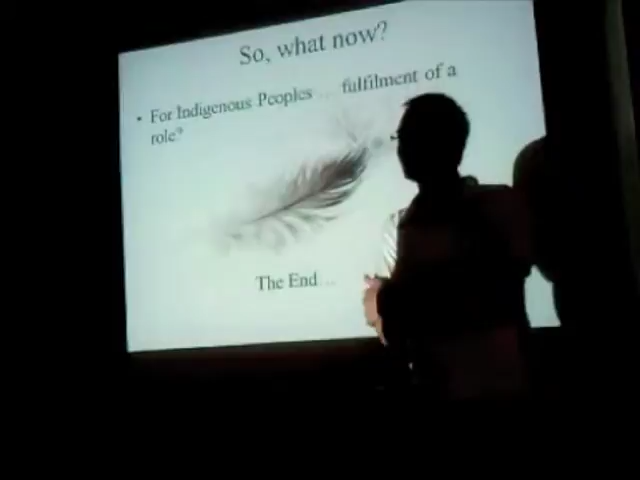 So, what now?
• For Indigenous Peoples … fulfilment of a
role?
The End…